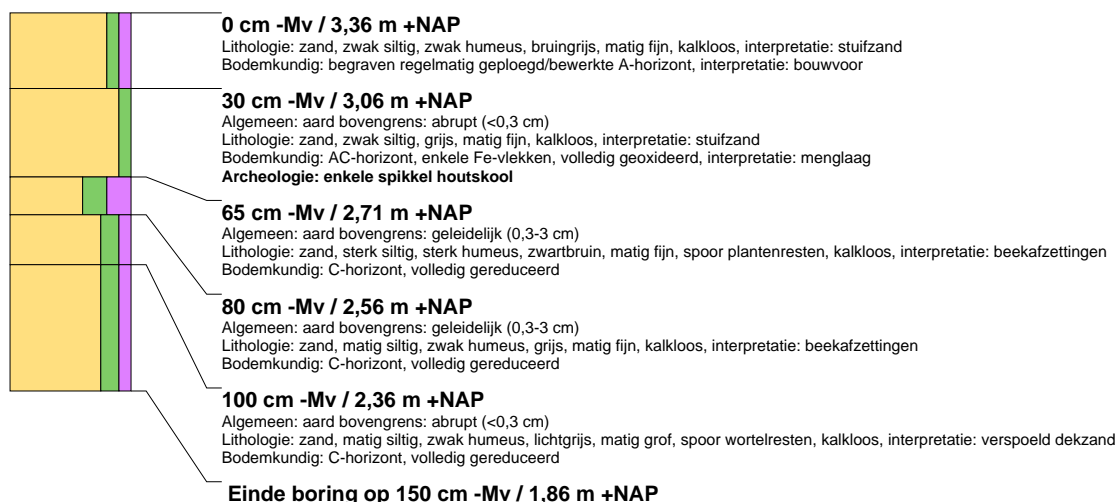 0 cm -Mv / 3,36 m +NAP
Lithologie: zand, zwak siltig, zwak humeus, bruingrijs, matig fijn, kalkloos, interpretatie: stuifzand
Bodemkundig: begraven regelmatig geploegd/bewerkte A-horizont, interpretatie: bouwvoor
30 cm -Mv / 3,06 m +NAP
Algemeen: aard bovengrens: abrupt (<0,3 cm)
Lithologie: zand, zwak siltig, grijs, matig fijn, kalkloos, interpretatie: stuifzand
Bodemkundig: AC-horizont, enkele Fe-vlekken, volledig geoxideerd, interpretatie: menglaag
Archeologie: enkele spikkel houtskool
65 cm -Mv / 2,71 m +NAP
Algemeen: aard bovengrens: geleidelijk (0,3-3 cm)
Lithologie: zand, sterk siltig, sterk humeus, zwartbruin, matig fijn, spoor plantenresten, kalkloos, interpretatie: beekafzettingen
Bodemkundig: C-horizont, volledig gereduceerd
80 cm -Mv / 2,56 m +NAP
Algemeen: aard bovengrens: geleidelijk (0,3-3 cm)
Lithologie: zand, matig siltig, zwak humeus, grijs, matig fijn, kalkloos, interpretatie: beekafzettingen
Bodemkundig: C-horizont, volledig gereduceerd
100 cm -Mv / 2,36 m +NAP
Algemeen: aard bovengrens: abrupt (<0,3 cm)
Lithologie: zand, matig siltig, zwak humeus, lichtgrijs, matig grof, spoor wortelresten, kalkloos, interpretatie: verspoeld dekzand
Bodemkundig: C-horizont, volledig gereduceerd
Einde boring op 150 cm -Mv / 1,86 m +NAP